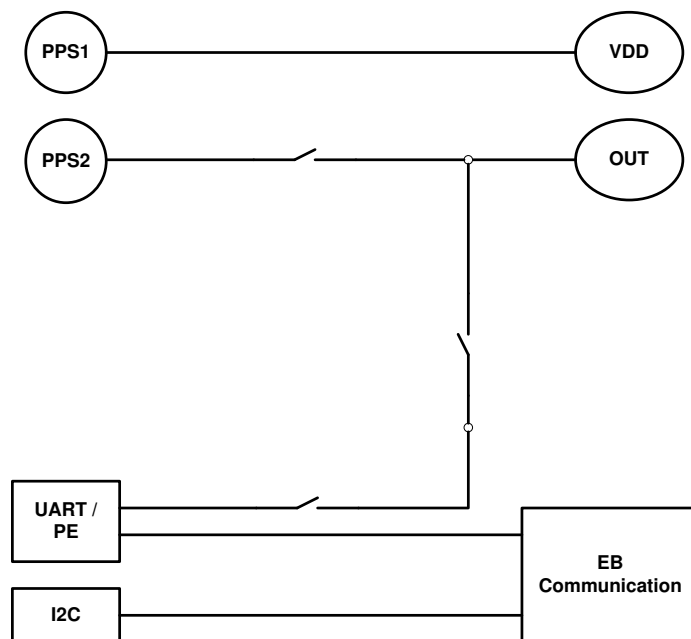 PPS1
VDD
PPS2
OUT
UART /
PE
EB
Communication
I2C